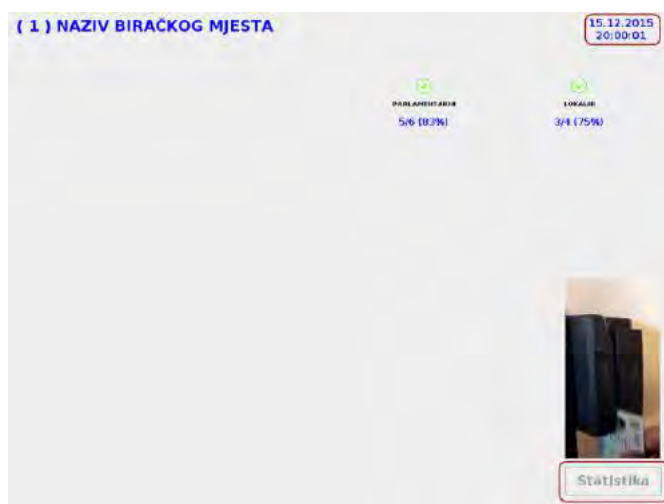 ( 1 ) NAZIV BIRAČKOG MJESTA
15.12.2015
20:00:01
PARLAMENTARNI
LOKALNI
5/6 (83%)
3/4 (75%)
Statistika